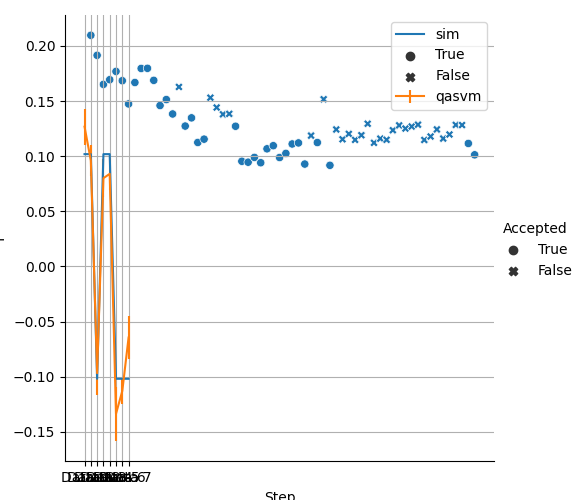 0.20
0.15
0.10
0.05
0.00
−0.05
−0.10
−0.15
sim
True
False
qasvm
Accepted
True
False
Step